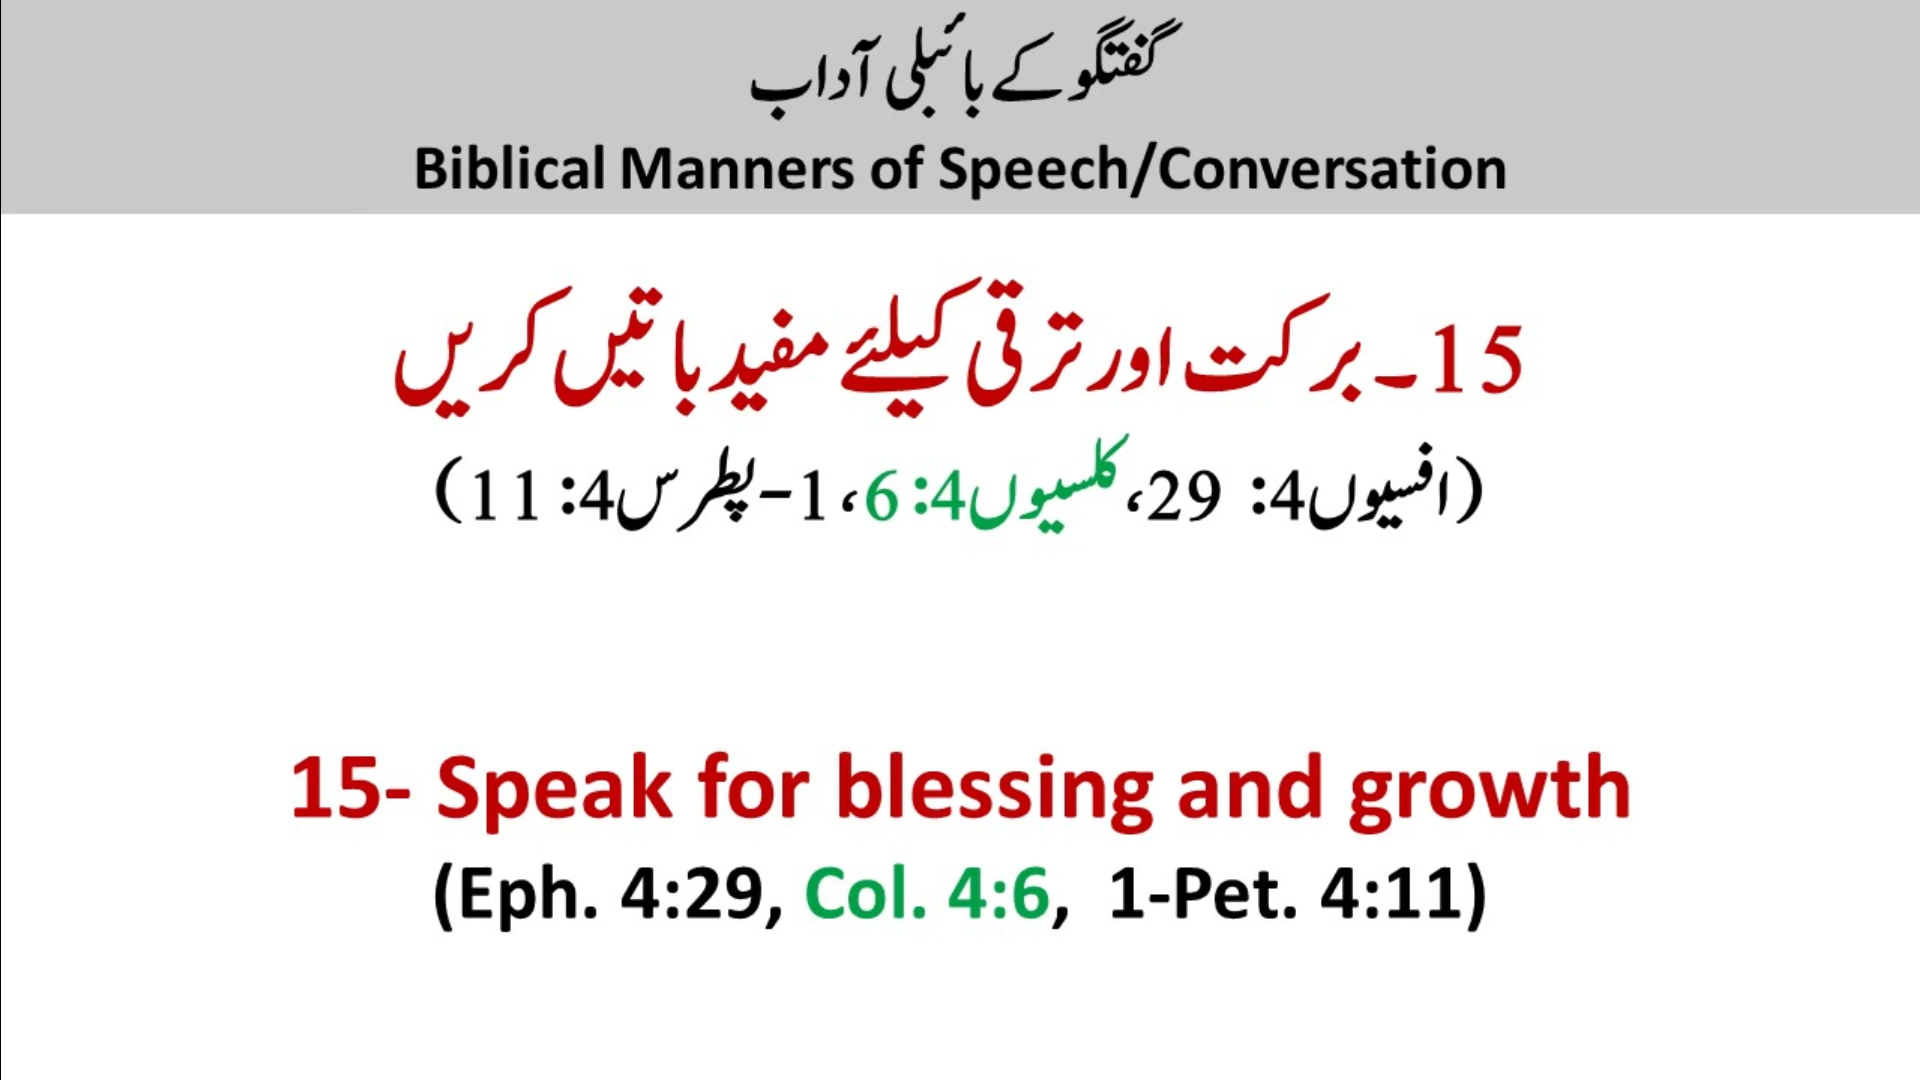 گفتگو کے بائبلی آداب
Biblical Manners of Speech/Conversation
15۔ برکت اور ترقی کیلئے مفید باتیں کریں
(افسیوں4: 29، کلسیوں4: 6، 1-پطرس4: 11)
15- Speak for blessing and growth
(Eph. 4:29, Col. 4:6, 1-Pet. 4:11)